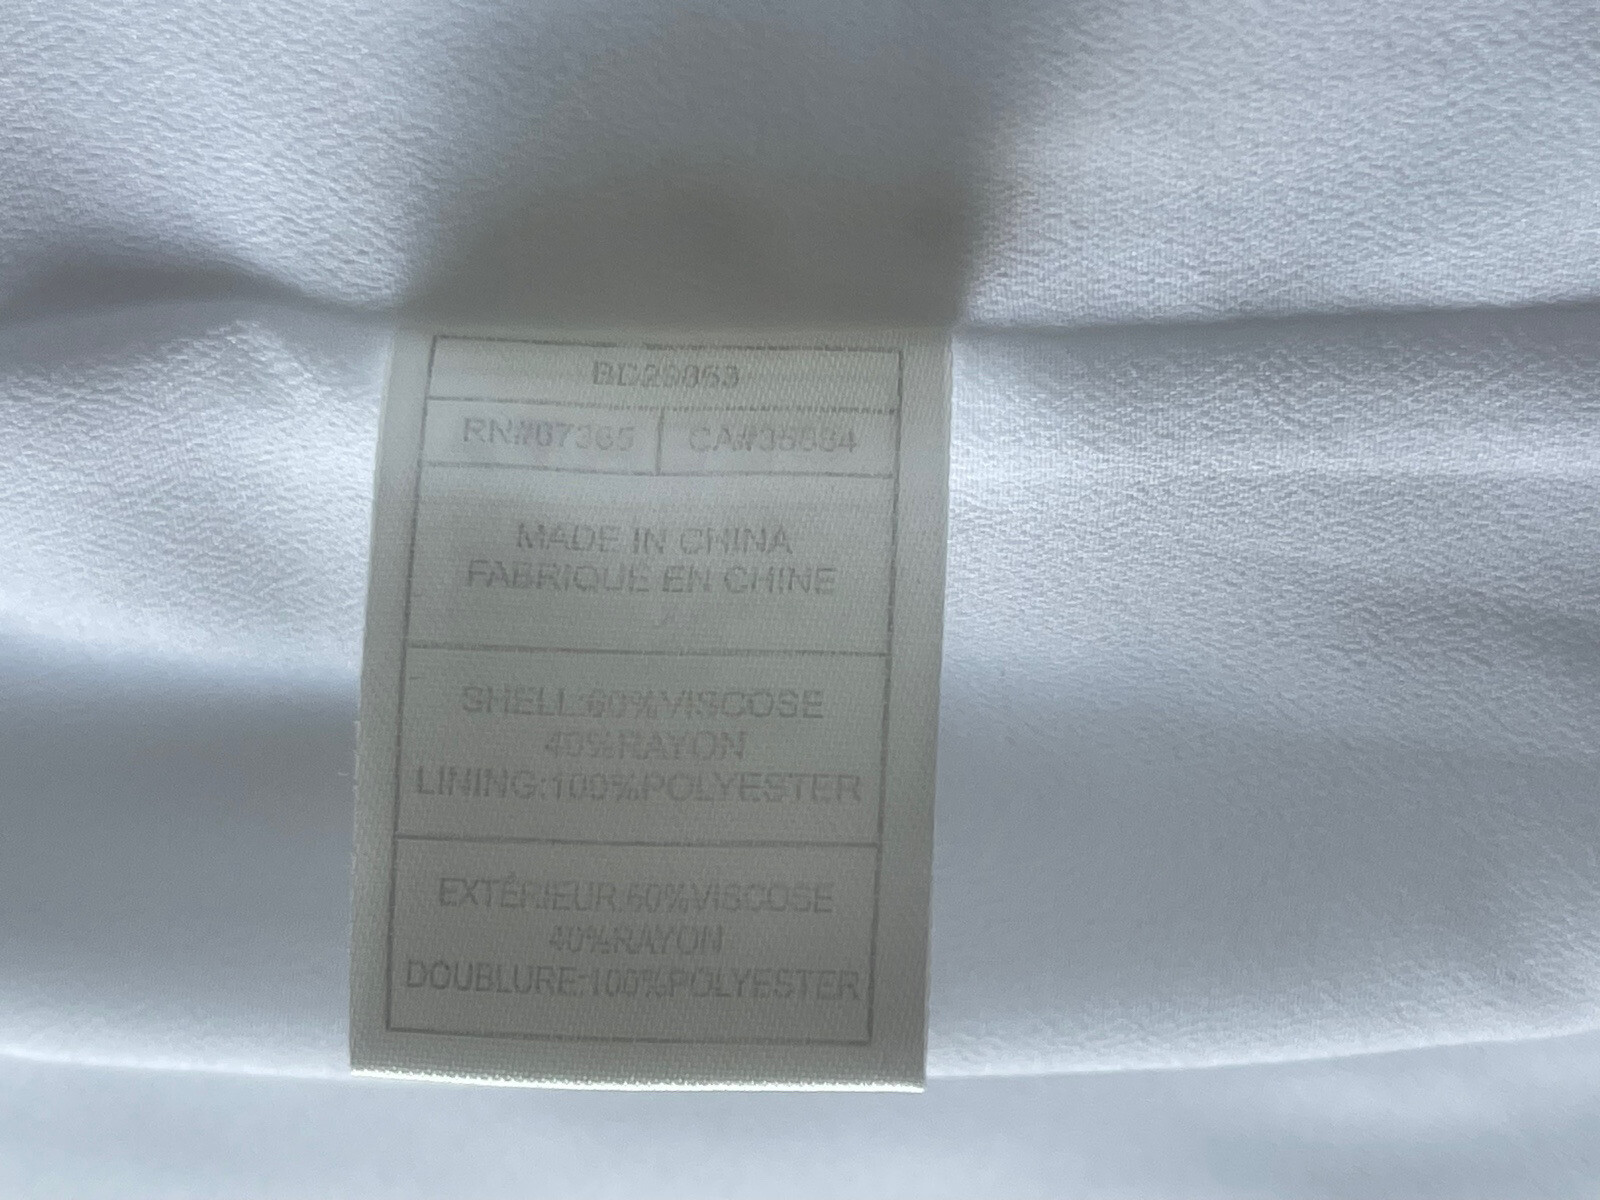 MADE IN CHINA
FABRIQUE EN CHINE
SHELL:60%VISCOSE
40%RAYON
LINING:100%POLYESTER
EXTÉRIEUR:60%VISCOSE
40%RAYON
DOUBLURE:100%POLYESTER